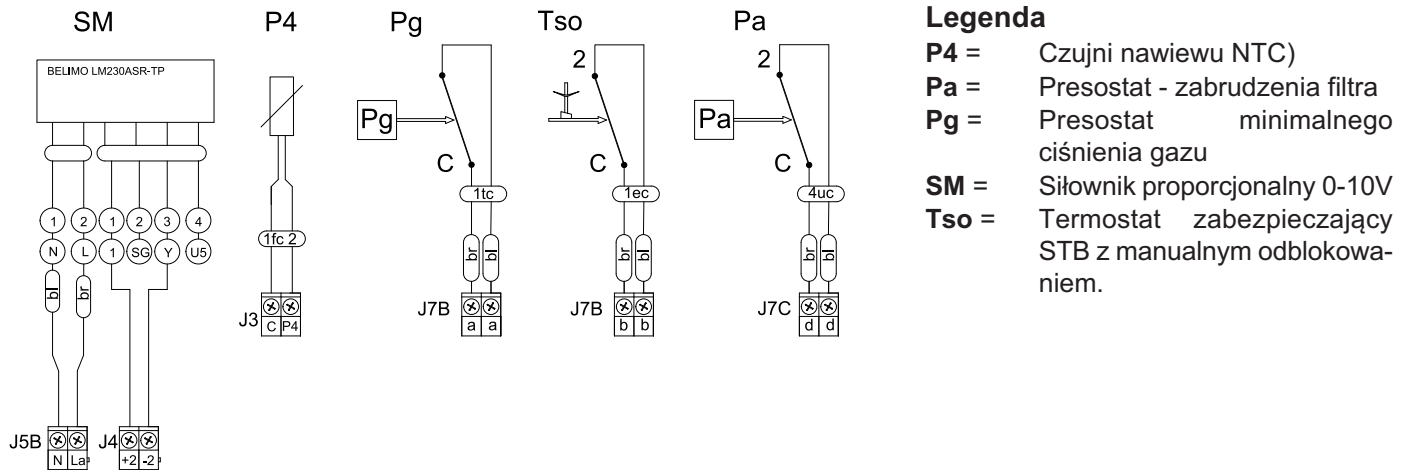 SM
P4
Pg
Tso
Pa
BELIMO LM230ASR-TP
1 2 1 2 3 4
N L 1 SG Y U5
bl br
J5B
N La
J4
+2 -2
1fc 2
J3
C P4
Pg
C
1tc
br bl
J7B
a a
2
C
1ec
br bl
J7B
b b
2
Pa
C
4uc
br bl
J7C
d d
Legenda
P4 = Czujni nawiewu NTC)
Pa = Presostat - zabrudzenia filtra
Pg = Presostat minimalnego
ciśnienia gazu
SM = Siłownik proporcjonalny 0-10V
Tso = Termostat zabezpieczający
STB z manualnym odblokowa-
niem.